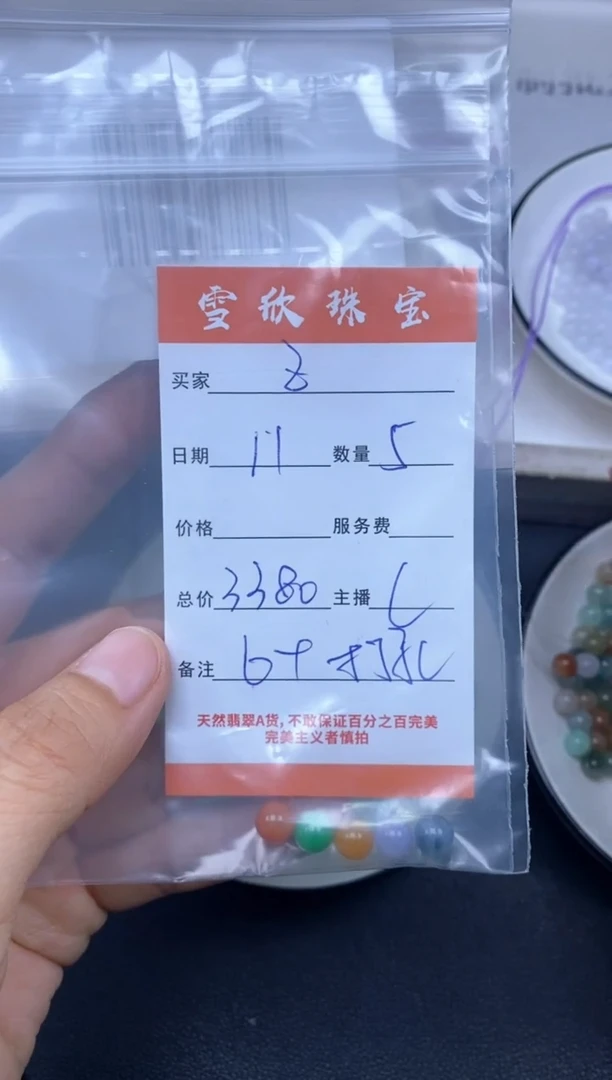 雪欣珠宝
买家 z
日期 11 数量 5
价格 服务费
总价 3380 主播 L
备注 6+ 打孔
天然翡翠A货，不敢保证百分之百完美
完美主义者慎拍